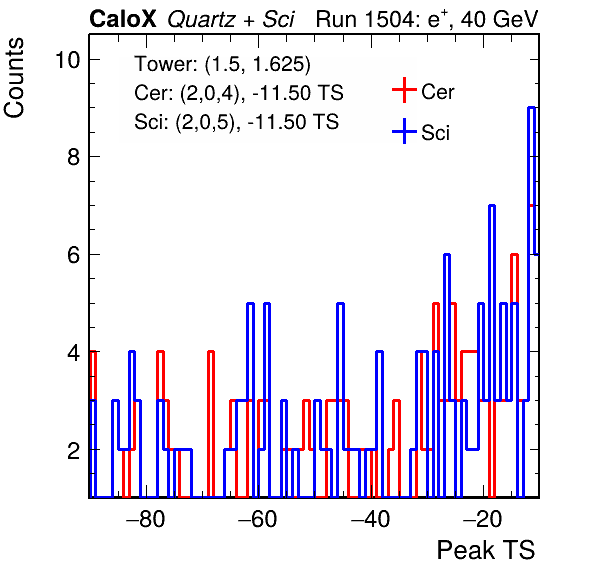 CaloX Quartz + Sci Run 1504: e+, 40 GeV
Tower: (1.5, 1.625)
Cer: (2,0,4), -11.50 TS
Sci: (2,0,5), -11.50 TS
Cer
Sci
Counts
10
8
6
4
2
−80 −60 −40 −20
Peak TS